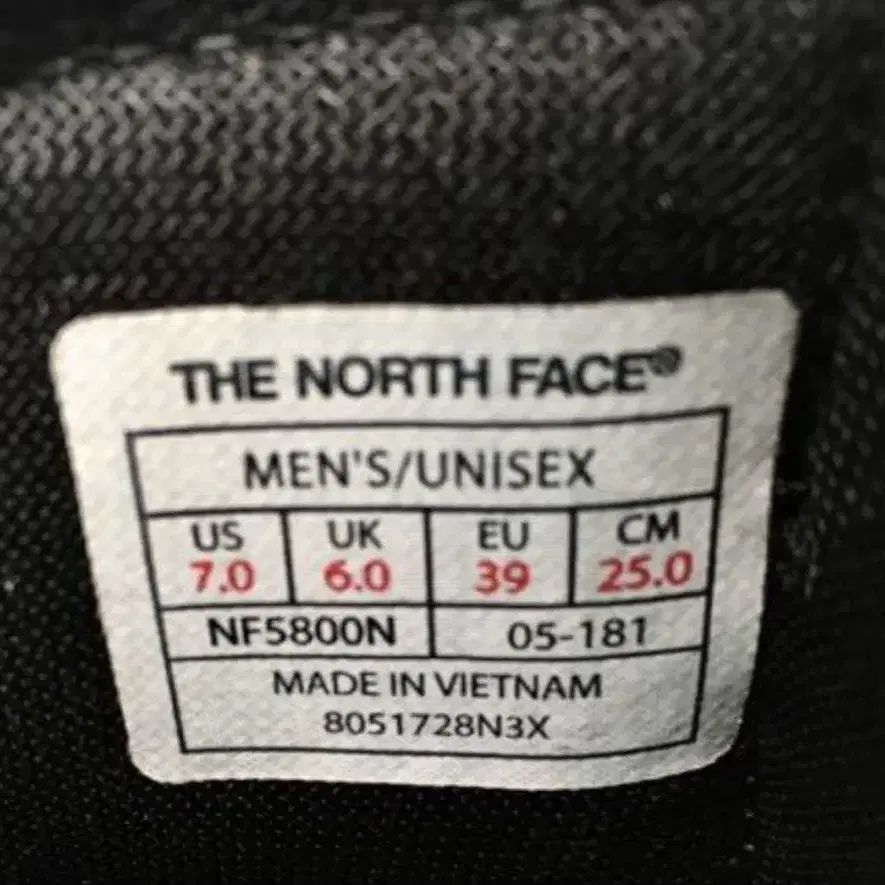 THE NORTH FACE®
MEN'S/UNISEX
US UK EU CM
7.0 6.0 39 25.0
NF5800N 05-181
MADE IN VIETNAM
8051728N3X